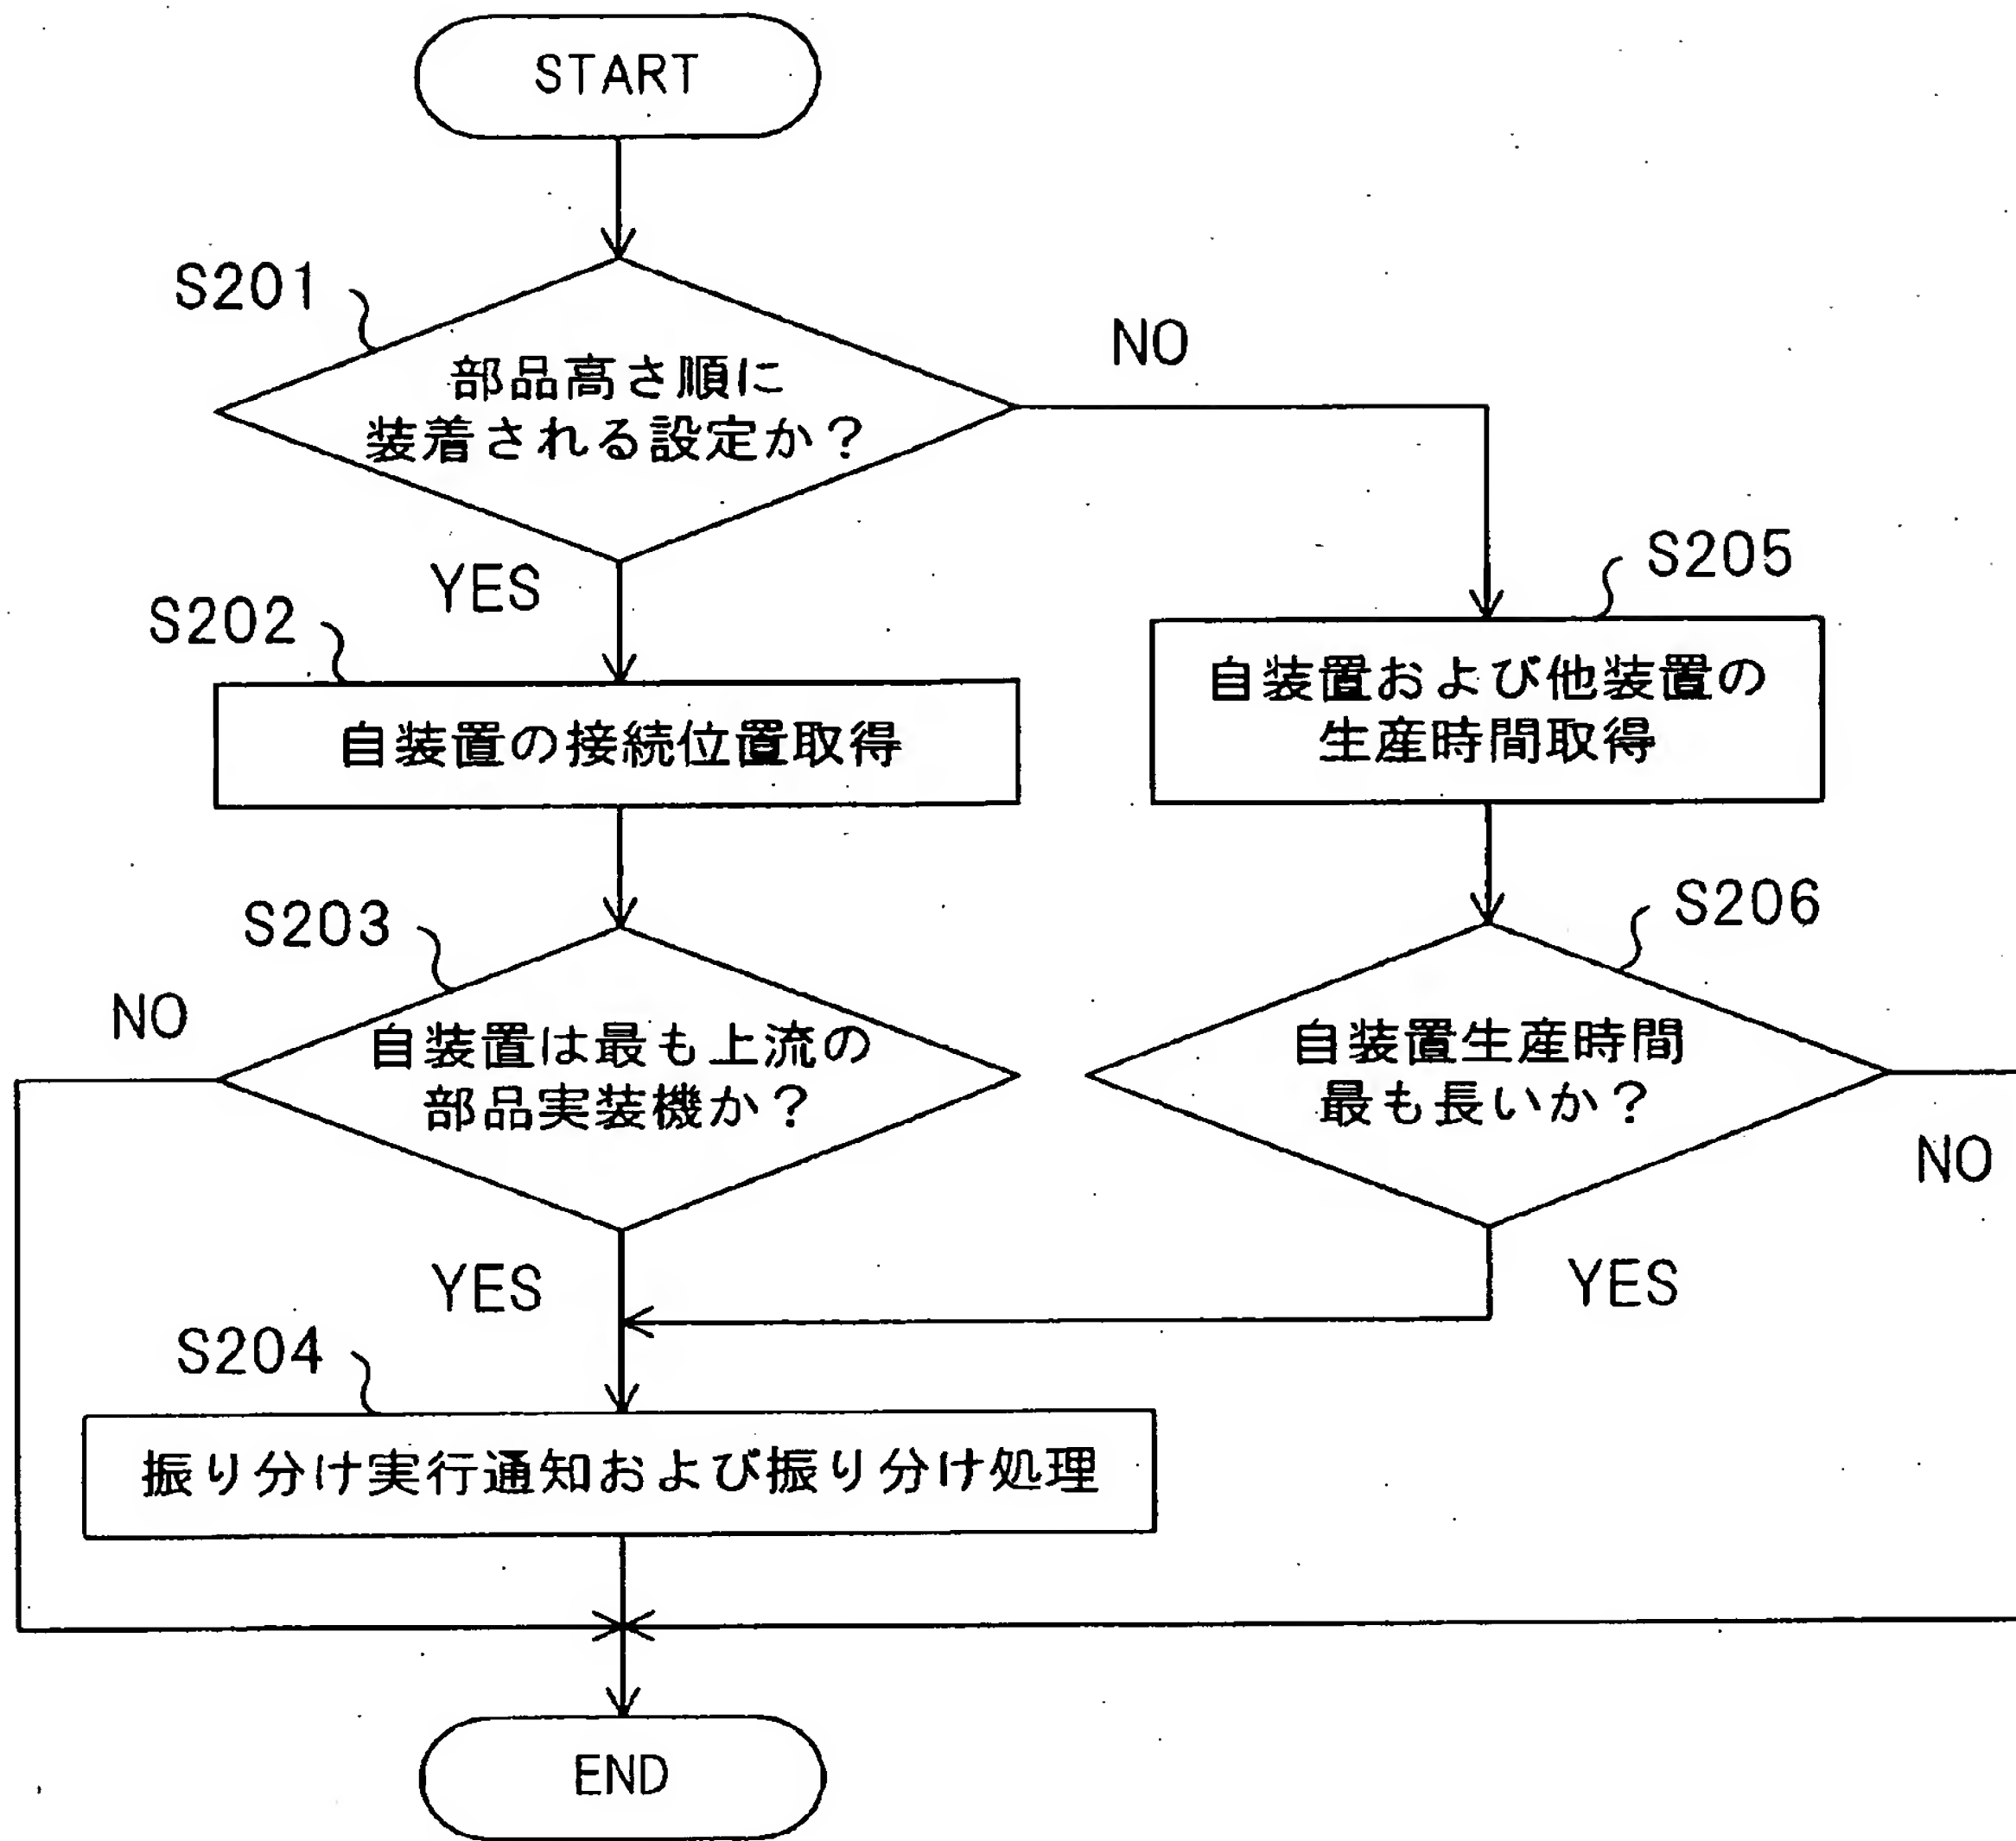 START
S201
部品高さ順に
装着される設定か?
NO
YES
S202
自装置の接続位置取得
S205
自装置および他装置の
生産時間取得
S203
NO
自装置は最も上流の
部品実装機か?
YES
S206
自装置生産時間
最も長いか?
NO
YES
S204
振り分け実行通知および振り分け処理
END